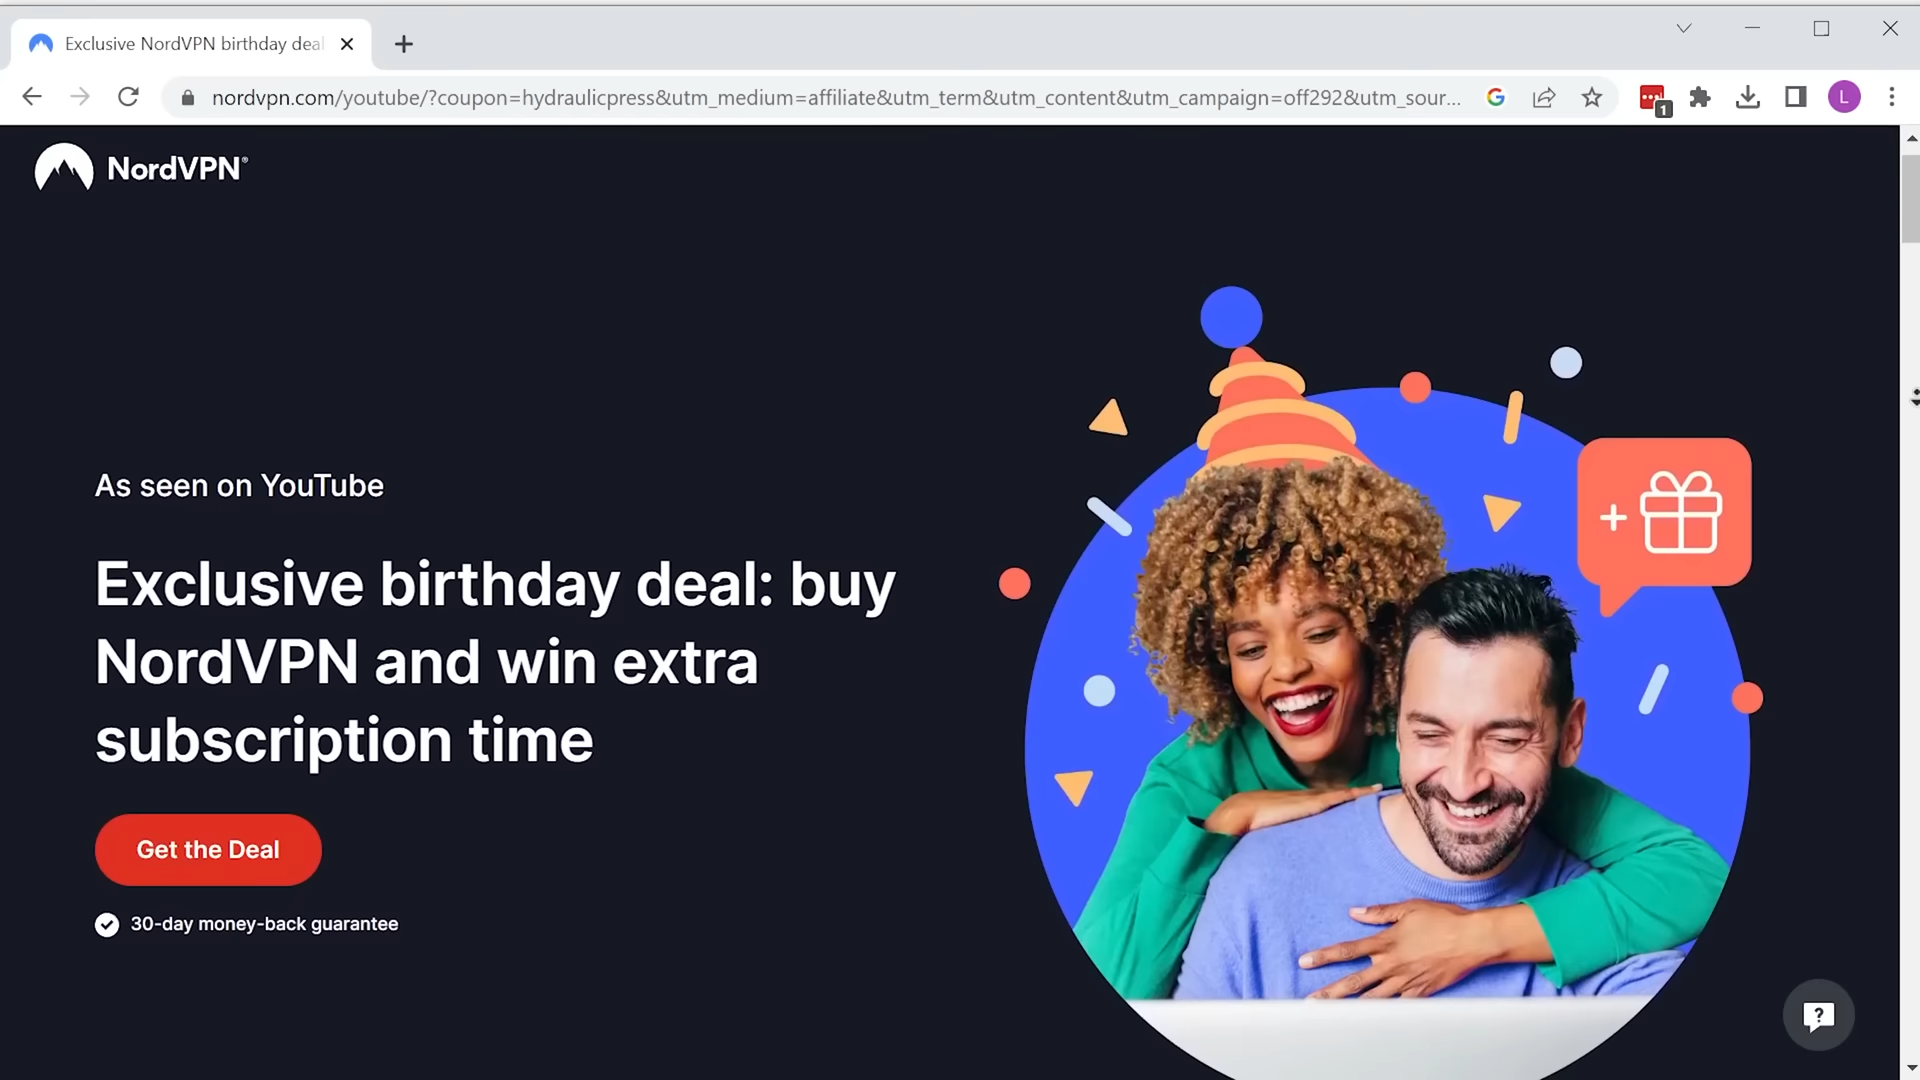 Exclusive NordVPN birthday deal
nordvpn.com/youtube/?coupon=hydraulicpress&utm_medium=affiliate&utm_term&utm_content&utm_campaign=off292&utm_sour...
1
L
NordVPN®
As seen on YouTube
Exclusive birthday deal: buy
NordVPN and win extra
subscription time
Get the Deal
30-day money-back guarantee
+
?